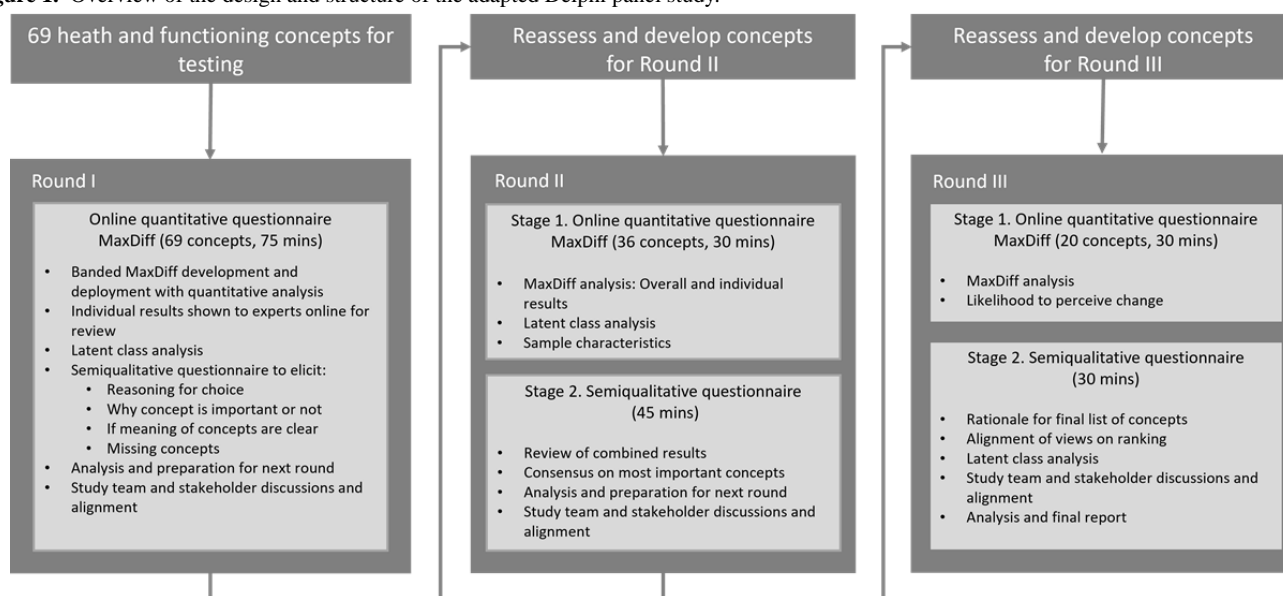 Figure 1. Overview of the design and structure of the adapted Delphi panel study.
69 heath and functioning concepts for
testing
Round I
Online quantitative questionnaire
MaxDiff (69 concepts, 75 mins)
• Banded MaxDiff development and
deployment with quantitative analysis
• Individual results shown to experts online for
review
• Latent class analysis
• Semiqualitative questionnaire to elicit:
• Reasoning for choice
• Why concept is important or not
• If meaning of concepts are clear
• Missing concepts
• Analysis and preparation for next round
• Study team and stakeholder discussions and
alignment
Reassess and develop concepts
for Round II
Round II
Stage 1. Online quantitative questionnaire
MaxDiff (36 concepts, 30 mins)
• MaxDiff analysis: Overall and individual
results
• Latent class analysis
• Sample characteristics
Stage 2. Semiqualitative questionnaire
(45 mins)
• Review of combined results
• Consensus on most important concepts
• Analysis and preparation for next round
• Study team and stakeholder discussions and
alignment
Reassess and develop concepts
for Round III
Round III
Stage 1. Online quantitative questionnaire
MaxDiff (20 concepts, 30 mins)
• MaxDiff analysis
• Likelihood to perceive change
Stage 2. Semiqualitative questionnaire
(30 mins)
• Rationale for final list of concepts
• Alignment of views on ranking
• Latent class analysis
• Study team and stakeholder discussions and
alignment
• Analysis and final report